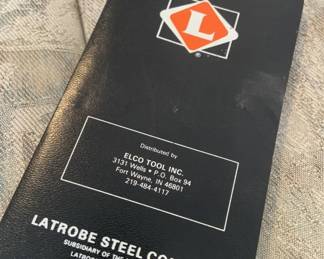 L
®
Distributed by
ELCO TOOL INC.
3131 Wells • P.O. Box 94
Fort Wayne, IN 46801
219-484-4117
LATROBE STEEL CO
SUBSIDIARY OF THE
LATROB